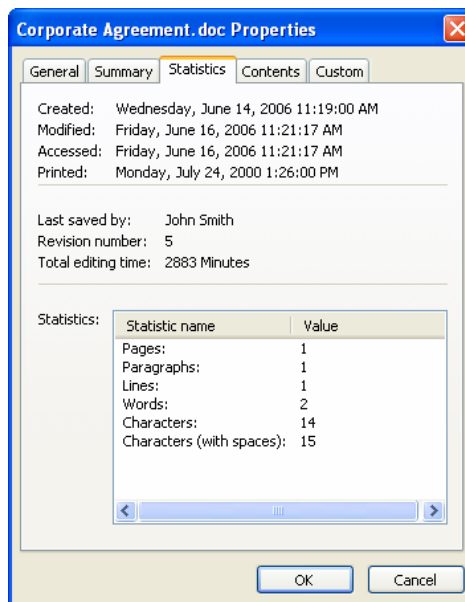 Corporate Agreement.doc Properties
General Summary Statistics Contents Custom
Created: Wednesday, June 14, 2006 11:19:00 AM
Modified: Friday, June 16, 2006 11:21:17 AM
Accessed: Friday, June 16, 2006 11:21:17 AM
Printed: Monday, July 24, 2000 1:26:00 PM
Last saved by: John Smith
Revision number: 5
Total editing time: 2883 Minutes
Statistics: Statistic name Value
Pages: 1
Paragraphs: 1
Lines: 1
Words: 2
Characters: 14
Characters (with spaces): 15
OK Cancel